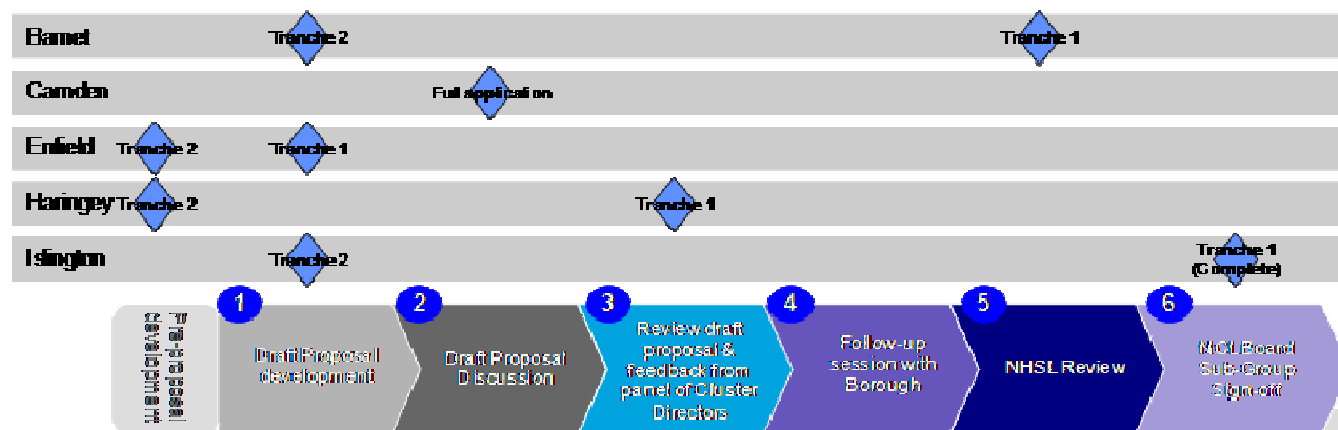 Barnet
Tranche 2
Tranche 1
Camden
Full application
Enfield
Tranche 2
Tranche 1
Haringey
Tranche 2
Tranche 1
Islington
Tranche 2
Tranche 1
(Complete)
1
2
3
4
5
6
Pre-proposal
development
Draft Proposal
development
Draft Proposal
Discussion
Review draft
proposal &
feedback from
panel of Cluster
Directors
Follow-up
session with
Borough
NHSL Review
NCL Board
Sub-Group
Sign-off